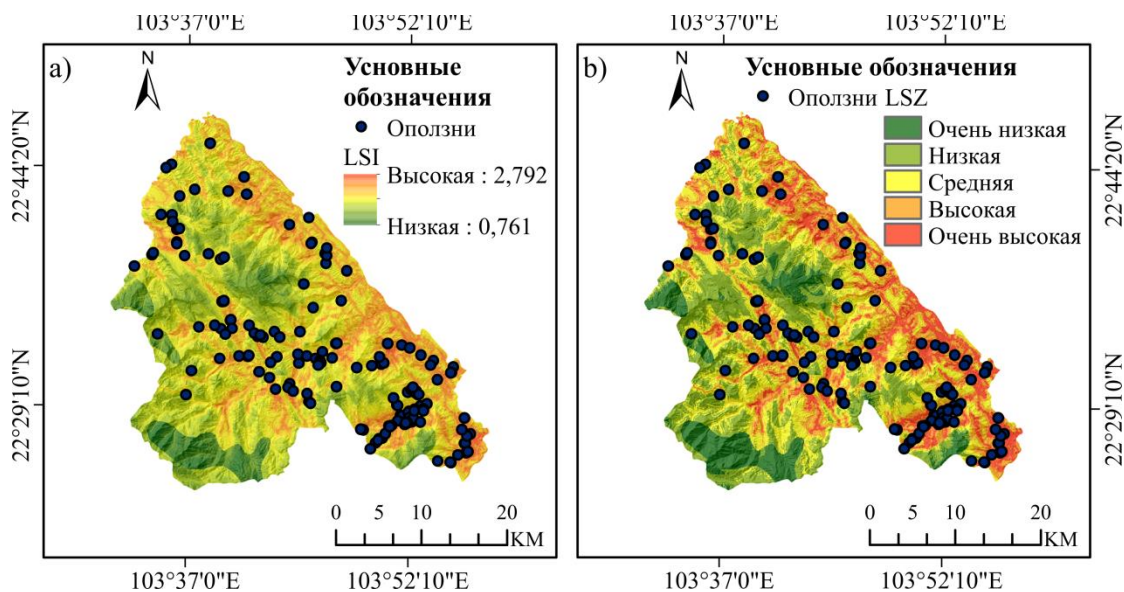 103°37'0"E
103°52'10"E
103°37'0"E
103°52'10"E
a)
N
Усновные
обозначения
Оползни
LSI
Высокая : 2,792
Низкая : 0,761
22°44'20"N
22°29'10"N
0 5 10 20
KM
103°37'0"E
103°52'10"E
b)
N
Усновные обозначения
Оползни LSZ
Очень низкая
Низкая
Средняя
Высокая
Очень высокая
22°44'20"N
22°29'10"N
0 5 10 20
KM
103°37'0"E
103°52'10"E